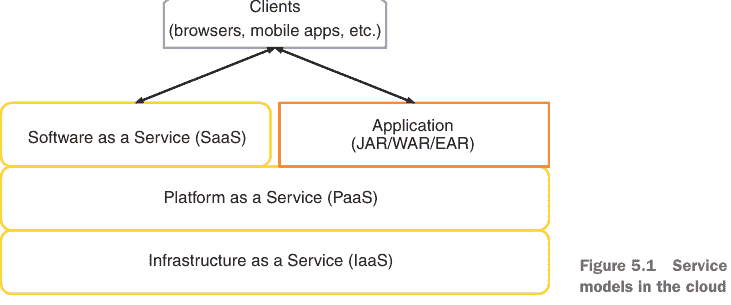 Clients
(browsers, mobile apps, etc.)
Software as a Service (SaaS)
Application
(JAR/WAR/EAR)
Platform as a Service (PaaS)
Infrastructure as a Service (IaaS)
Figure 5.1 Service
models in the cloud